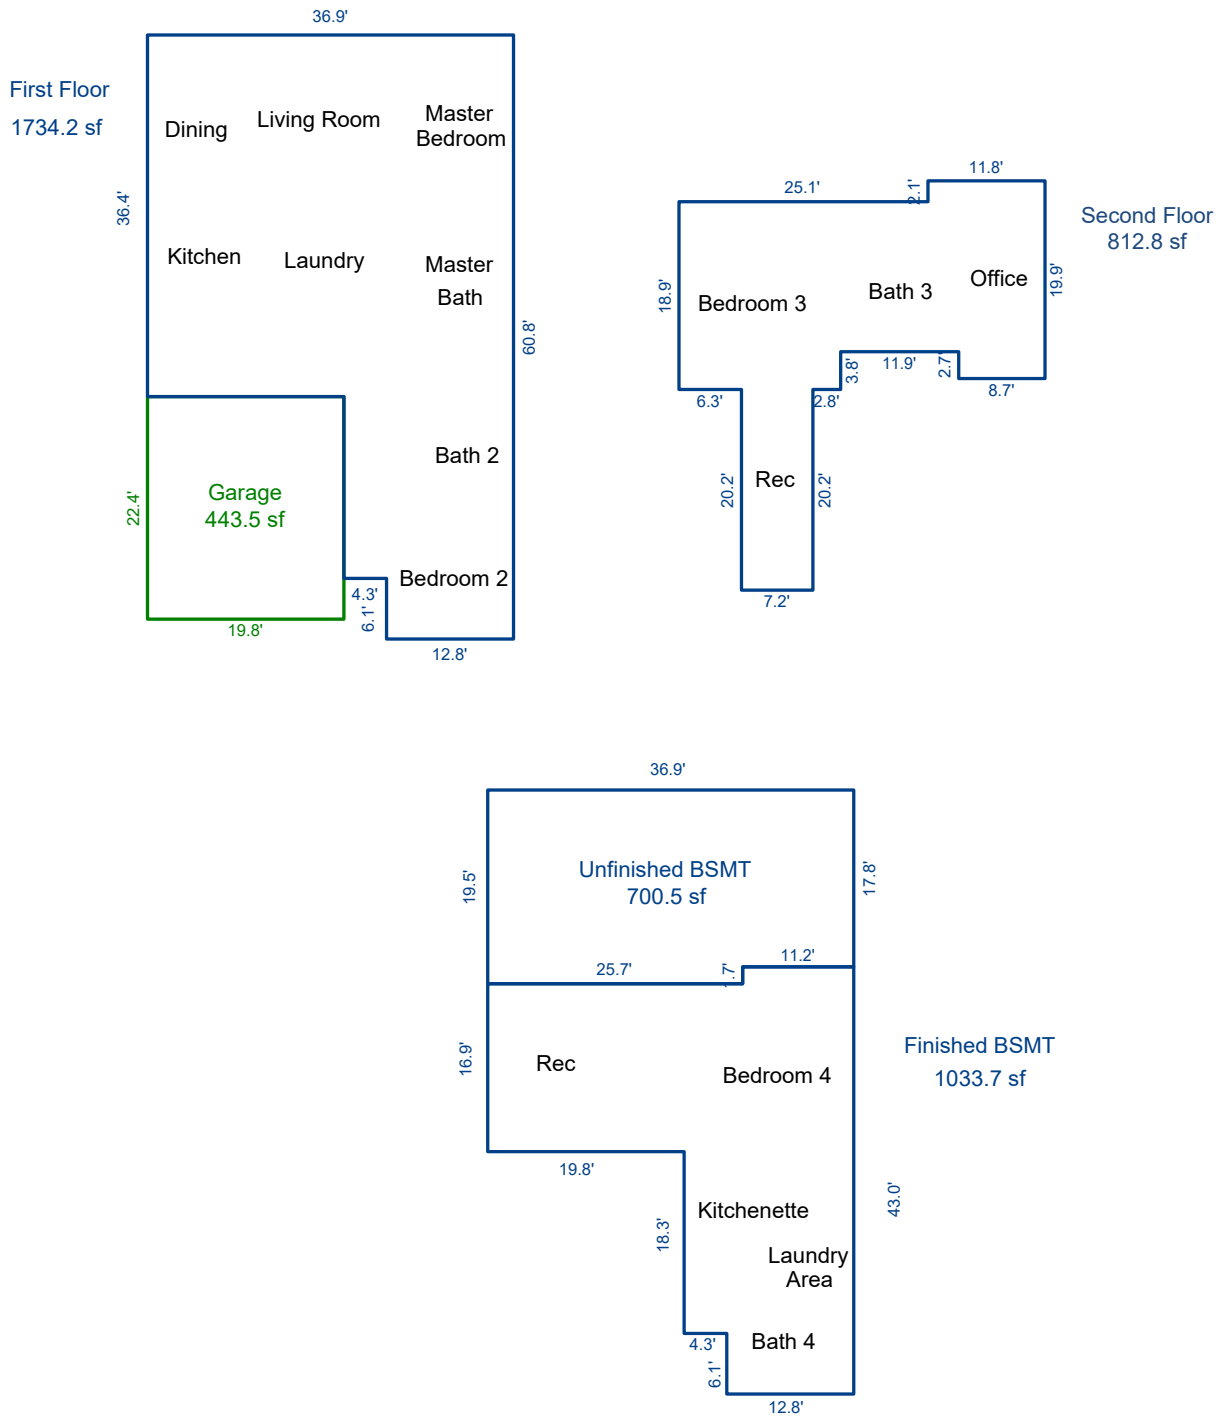 36.9'
First Floor
1734.2 sf
Dining
Living Room
Master
Bedroom
36.4'
Kitchen
Laundry
Master
Bath
60.8'
Bath 2
Garage
443.5 sf
22.4'
Bedroom 2
4.3'
6.1'
19.8'
12.8'
11.8'
25.1'
2.1'
Second Floor
812.8 sf
18.9'
Bedroom 3
Bath 3
Office
19.9'
3.8'
11.9'
2.7'
6.3'
2.8'
8.7'
20.2'
Rec
20.2'
7.2'
36.9'
19.5'
Unfinished BSMT
700.5 sf
17.8'
25.7'
.7'
11.2'
16.9'
Rec
Bedroom 4
Finished BSMT
1033.7 sf
19.8'
18.3'
Kitchenette
43.0'
Laundry
Area
4.3'
Bath 4
6.1'
12.8'